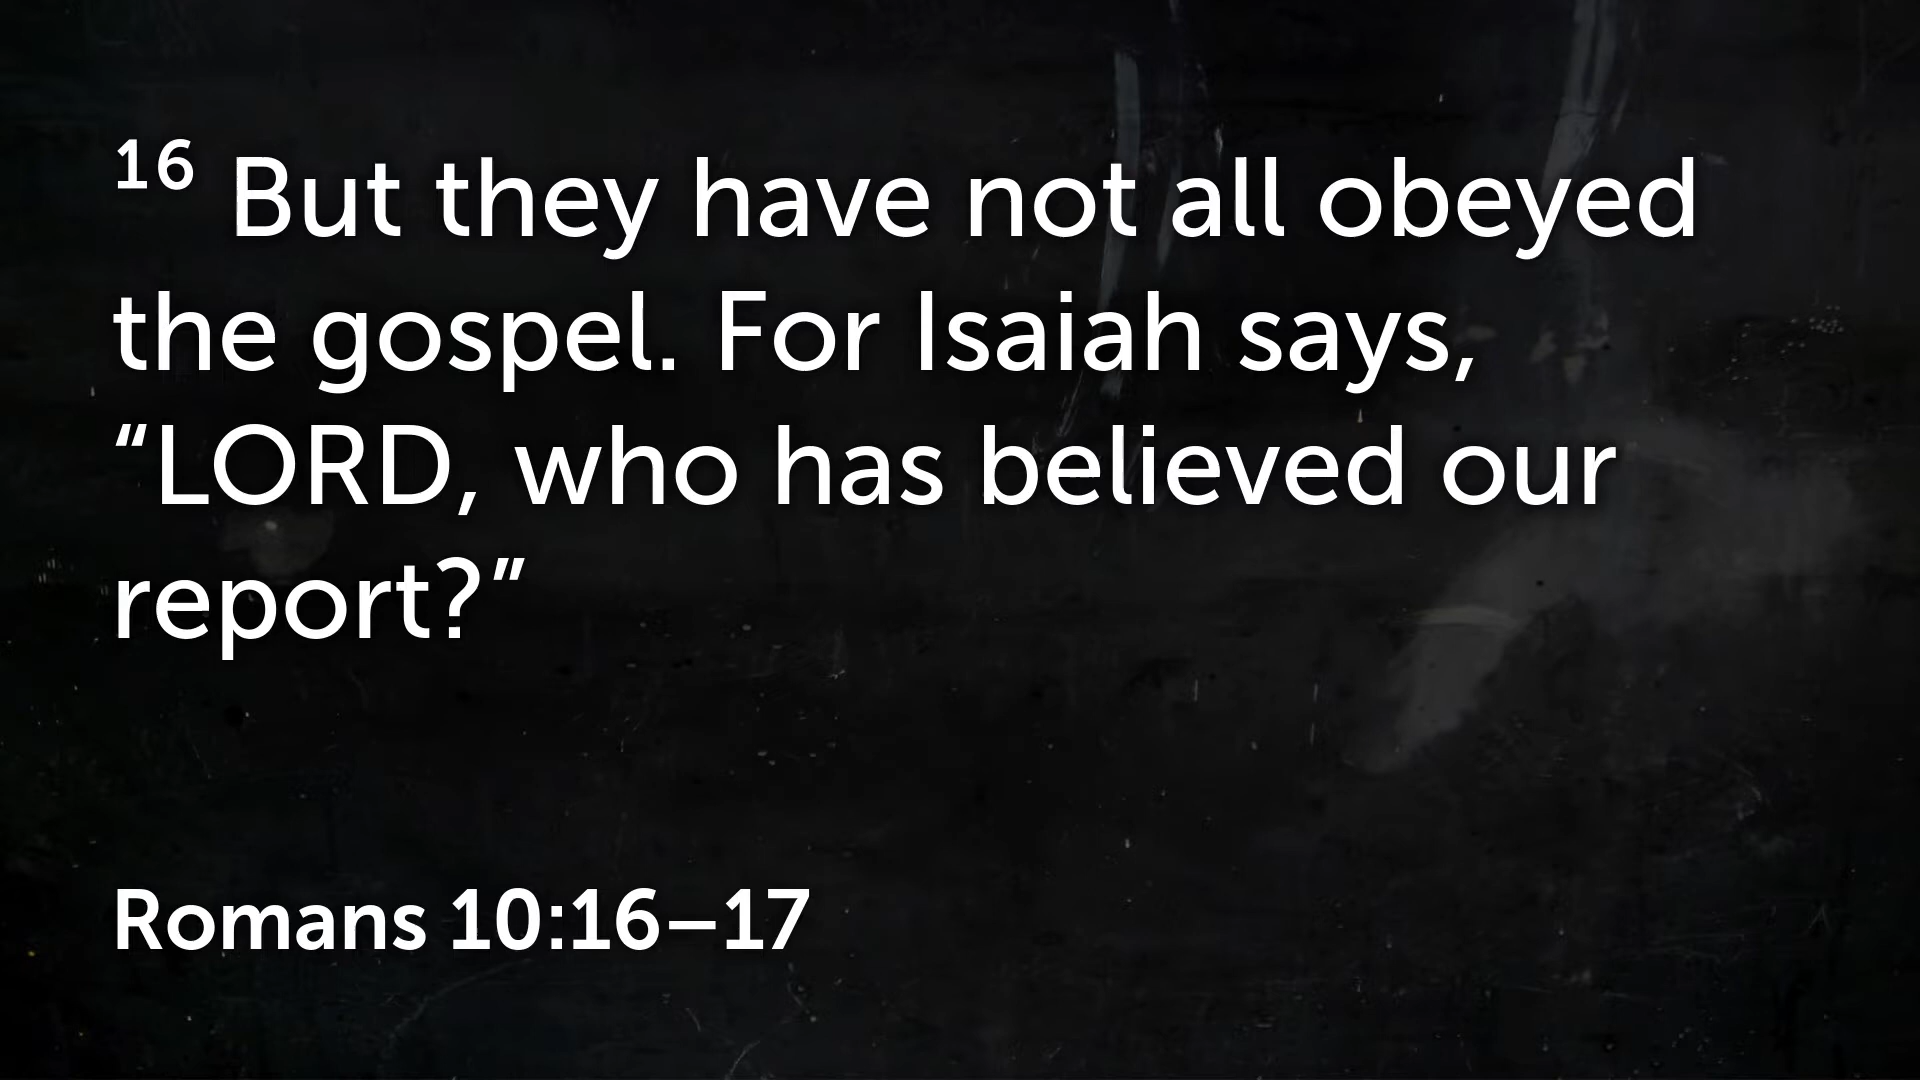 16 But they have not all obeyed
the gospel. For Isaiah says,
“LORD, who has believed our
report?”
Romans 10:16–17